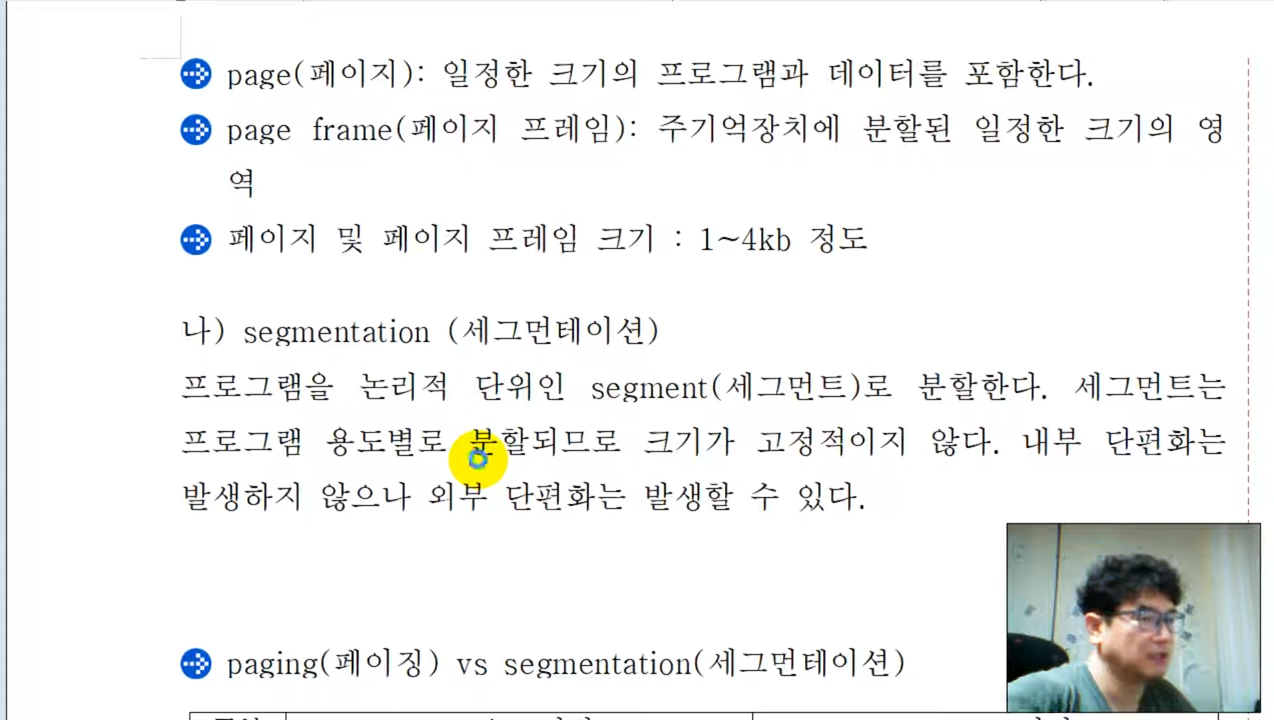 page(페이지): 일정한 크기의 프로그램과 데이터를 포함한다.
page frame(페이지 프레임): 주기억장치에 분할된 일정한 크기의 영
역
페이지 및 페이지 프레임 크기 : 1~4kb 정도
나) segmentation (세그먼테이션)
프로그램을 논리적 단위인 segment(세그먼트)로 분할한다. 세그먼트는
프로그램 용도별로 분할되므로 크기가 고정적이지 않다. 내부 단편화는
발생하지 않으나 외부 단편화는 발생할 수 있다.
paging(페이징) vs segmentation(세그먼테이션)